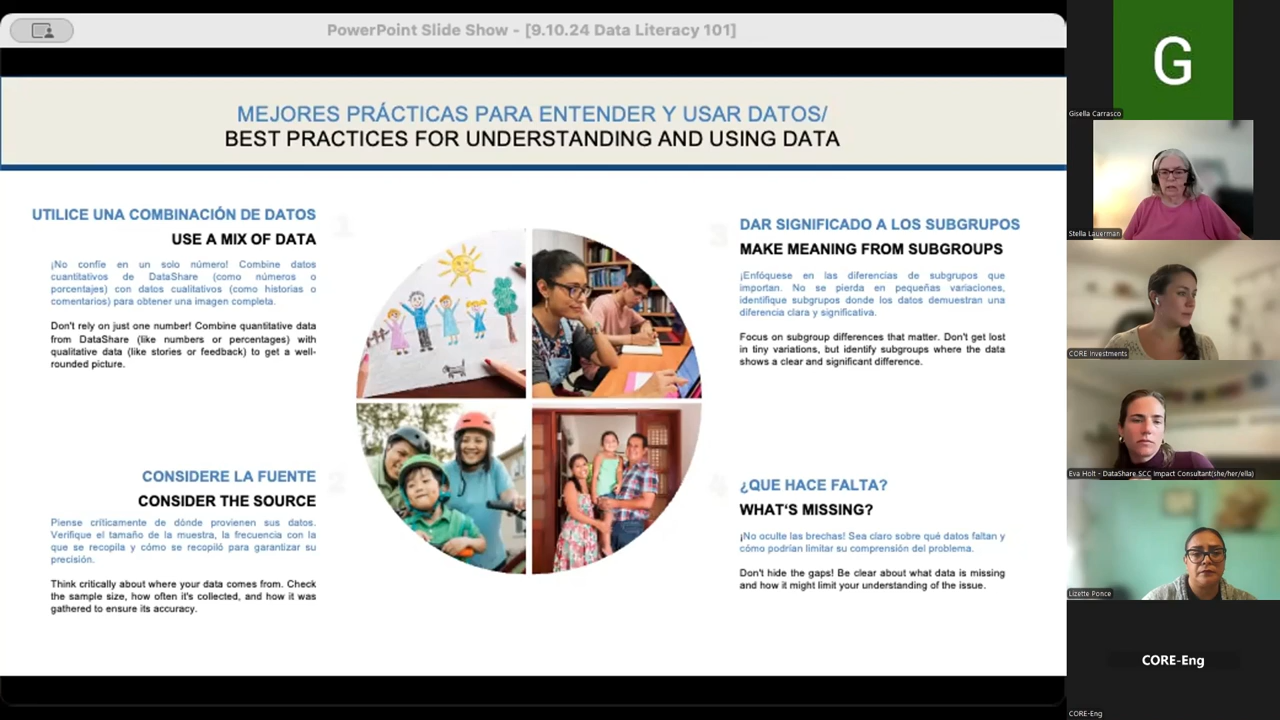 PowerPoint Slide Show - [9.10.24 Data Literacy 101]
MEJORES PRÁCTICAS PARA ENTENDER Y USAR DATOS/
BEST PRACTICES FOR UNDERSTANDING AND USING DATA
UTILICE UNA COMBINACIÓN DE DATOS
USE A MIX OF DATA
¡No confíe en un solo número! Combine datos
cuantitativos de DataShare (como números o
porcentajes) con datos cualitativos (como historias o
comentarios) para obtener una imagen completa.
Don't rely on just one number! Combine quantitative data
from DataShare (like numbers or percentages) with
qualitative data (like stories or feedback) to get a well-
rounded picture.
1
CONSIDERE LA FUENTE
CONSIDER THE SOURCE
Piense críticamente de dónde provienen sus datos.
Verifique el tamaño de la muestra, la frecuencia con la
que se recopila y cómo se recopiló para garantizar su
precisión.
Think critically about where your data comes from. Check
the sample size, how often it's collected, and how it was
gathered to ensure its accuracy.
2
DAR SIGNIFICADO A LOS SUBGRUPOS
MAKE MEANING FROM SUBGROUPS
¡Enfóquese en las diferencias de subgrupos que
importan. No se pierda en pequeñas variaciones,
identifique subgrupos donde los datos demuestran una
diferencia clara y significativa.
Focus on subgroup differences that matter. Don't get lost
in tiny variations, but identify subgroups where the data
shows a clear and significant difference.
3
¿QUE HACE FALTA?
WHAT'S MISSING?
¡No oculte las brechas! Sea claro sobre qué datos faltan y
cómo podrían limitar su comprensión del problema.
Don't hide the gaps! Be clear about what data is missing
and how it might limit your understanding of the issue.
4
G
Gisella Carrasco
Stella Lauerman
CORE Investments
Eva Holt - DataShare SCC Impact Consultant(she/her/ella)
Lizette Ponce
CORE-Eng
CORE-Eng